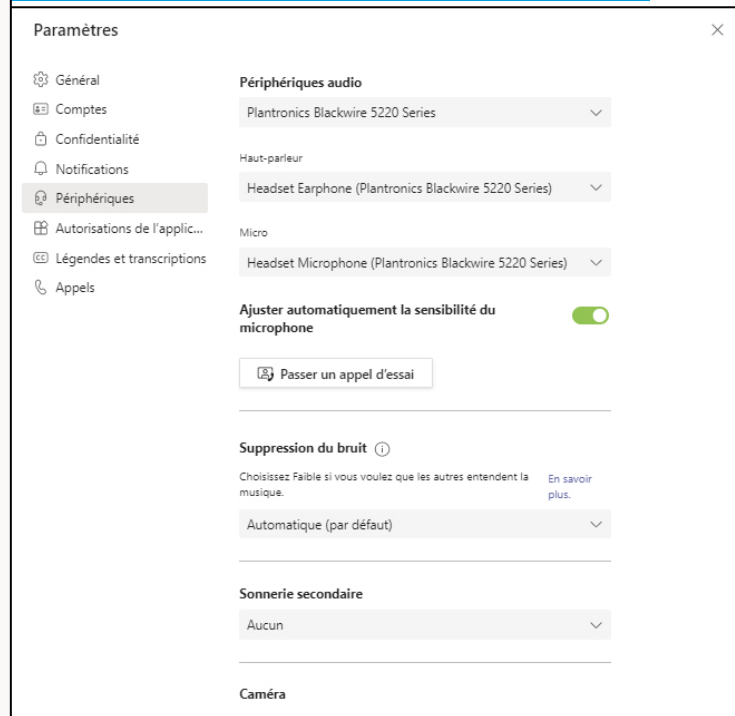 Paramètres
Général
Comptes
Confidentialité
Notifications
Périphériques
Autorisations de l'applic...
Légendes et transcriptions
Appels
Périphériques audio
Plantronics Blackwire 5220 Series
Haut-parleur
Headset Earphone (Plantronics Blackwire 5220 Series)
Micro
Headset Microphone (Plantronics Blackwire 5220 Series)
Ajuster automatiquement la sensibilité du
microphone
Passer un appel d'essai
Suppression du bruit
Choisissez Faible si vous voulez que les autres entendent la
musique.
En savoir
plus.
Automatique (par défaut)
Sonnerie secondaire
Aucun
Caméra